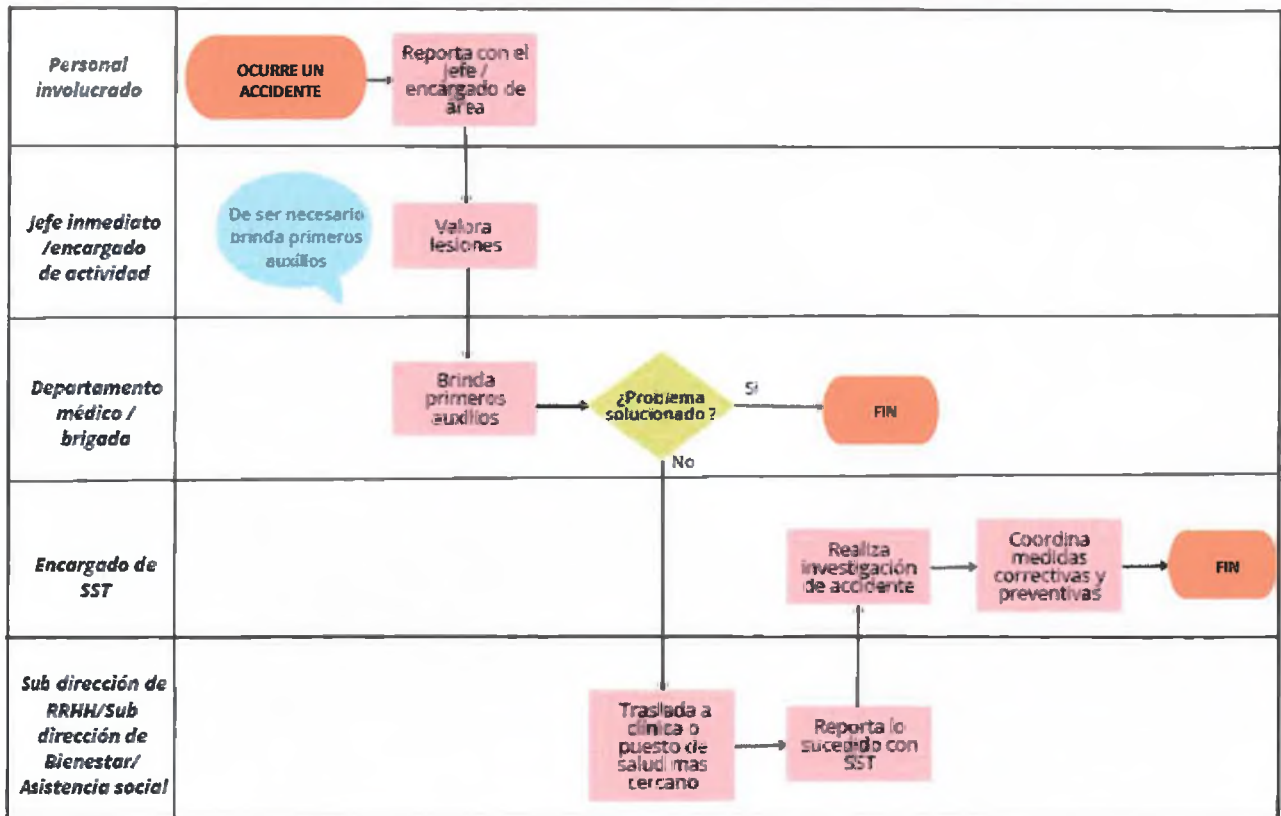 Personal
involucrado
OCURRE UN
ACCIDENTE
Reporta con el
jefe /
encargado de
área
Jefe inmediato
/encargado
de actividad
De ser necesario
brinda primeros
auxilios
Valora
lesiones
Departamento
médico /
brigada
Brinda
primeros
auxilios
¿Problema
solucionado ?
Si
FIN
No
Encargado de
SST
Realiza
investigación
de accidente
Coordina
medidas
correctivas y
preventivas
FIN
Sub dirección de
RRHH/Sub
dirección de
Bienestar/
Asistencia social
Traslada a
clínica o
puesto de
salud mas
cercano
Reporta lo
sucedido con
SST